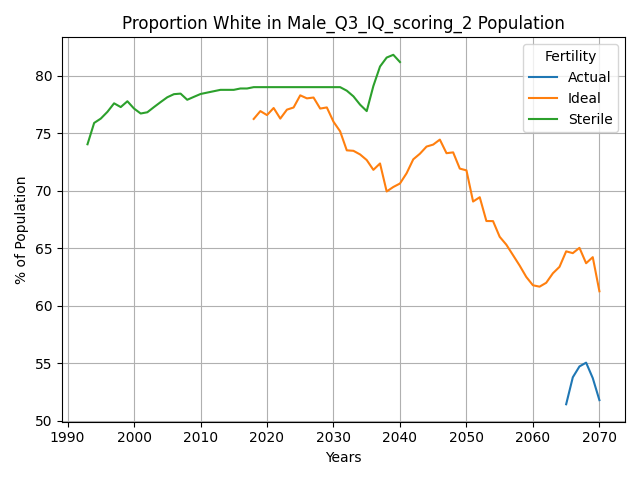 Proportion White in Male_Q3_IQ_scoring_2 Population
Fertility
Actual
Ideal
Sterile
% of Population
80
75
70
65
60
55
50
1990 2000 2010 2020 2030 2040 2050 2060 2070
Years